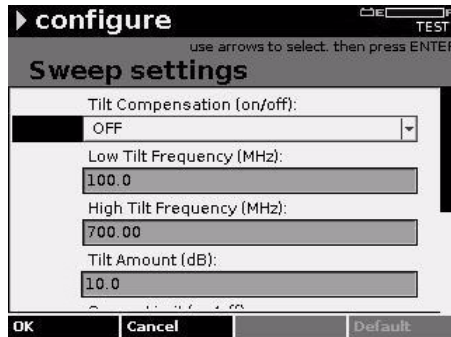 configure
E F
TEST
use arrows to select. then press ENTER
Sweep settings
Tilt Compensation (on/off):
OFF
Low Tilt Frequency (MHz):
100.0
High Tilt Frequency (MHz):
700.00
Tilt Amount (dB):
10.0
OK Cancel Default